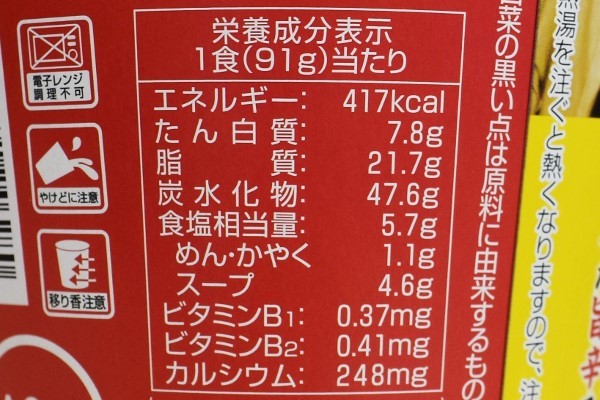 電子レンジ
調理不可
やけどに注意
移り香注意
栄養成分表示
1食(91g)当たり
エネルギー: 417kcal
たん白質: 7.8g
脂質: 21.7g
炭水化物: 47.6g
食塩相当量: 5.7g
めん・かやく 1.1g
スープ 4.6g
ビタミンB1: 0.37mg
ビタミンB2: 0.41mg
カルシウム: 248mg
菜の黒い点は原料に由来するもの
湯を注ぐと熱くなりますので、注
旨辛